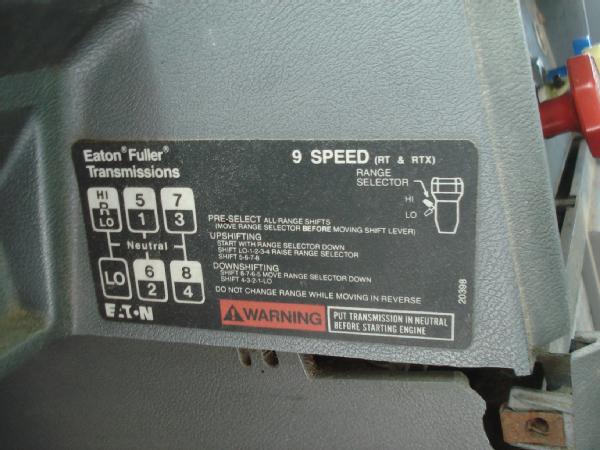 Eaton® Fuller®
Transmissions
9 SPEED (RT & RTX)
RANGE
SELECTOR
HI
LO
HI
R
LO
5
1
7
3
Neutral
LO
6
2
8
4
PRE-SELECT ALL RANGE SHIFTS
(MOVE RANGE SELECTOR BEFORE MOVING SHIFT LEVER)
UPSHIFTING
START WITH RANGE SELECTOR DOWN
SHIFT LO-1-2-3-4 RAISE RANGE SELECTOR
SHIFT 5-6-7-8
DOWNSHIFTING
SHIFT 8-7-6-5 MOVE RANGE SELECTOR DOWN
SHIFT 4-3-2-1-LO
DO NOT CHANGE RANGE WHILE MOVING IN REVERSE
20398
EATON
WARNING
PUT TRANSMISSION IN NEUTRAL
BEFORE STARTING ENGINE